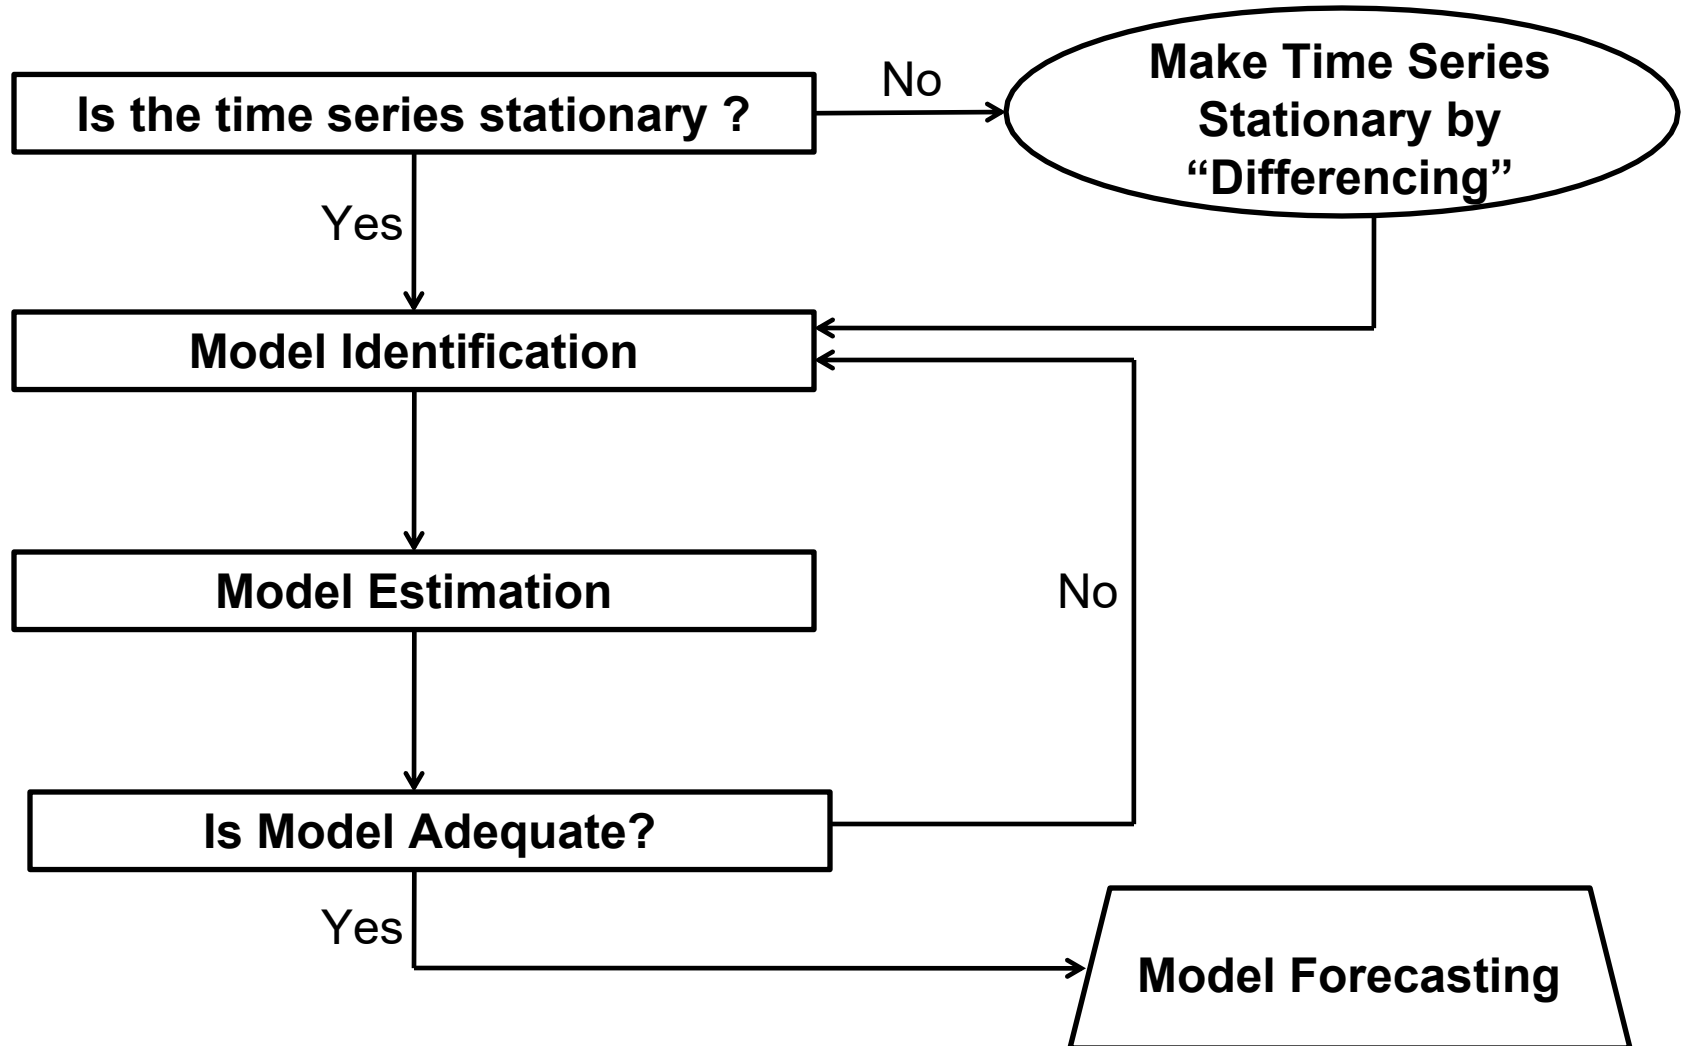 Is the time series stationary ?
No
Make Time Series
Stationary by
“Differencing”
Yes
Model Identification
Model Estimation
No
Is Model Adequate?
Yes
Model Forecasting